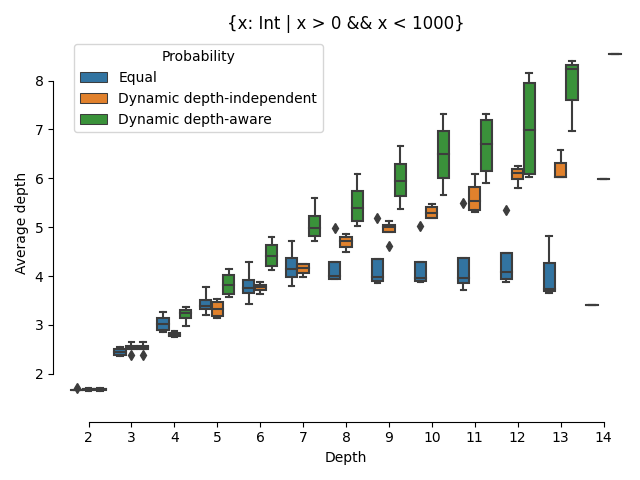 {x: Int | x > 0 && x < 1000}
Probability
Equal
Dynamic depth-independent
Dynamic depth-aware
Average depth
8
7
6
5
4
3
2
2 3 4 5 6 7 8 9 10 11 12 13 14
Depth